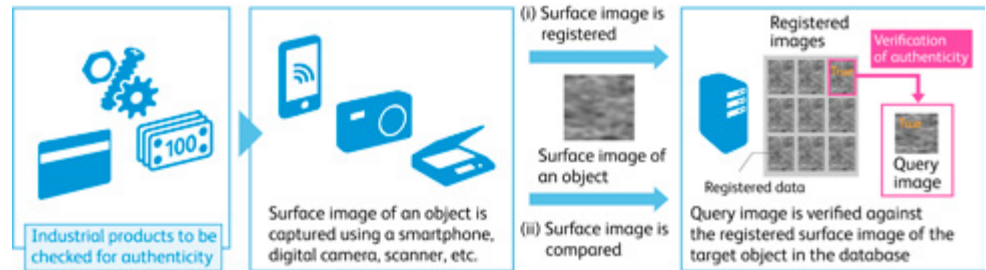 100
Industrial products to be
checked for authenticity
Surface image of an object is
captured using a smartphone,
digital camera, scanner, etc.
(i) Surface image is
registered
Surface image of
an object
(ii) Surface image is
compared
Registered
images
True
Verification
of authenticity
True
Query
image
Registered data
Query image is verified against
the registered surface image of the
target object in the database